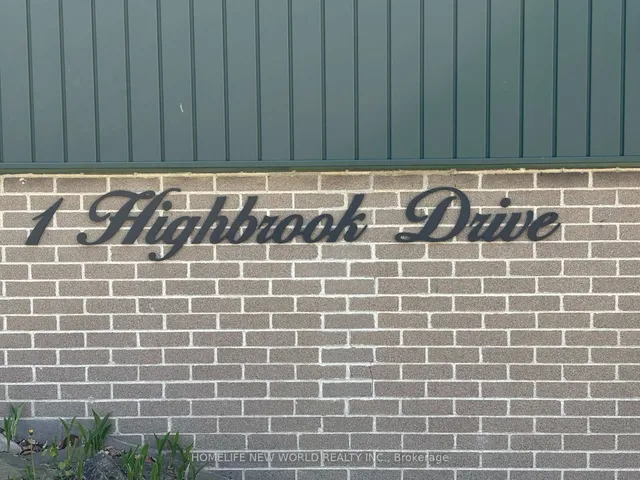 1 Highbrook Drive
HOMELIFE NEW WORLD REALTY INC., Brokerage